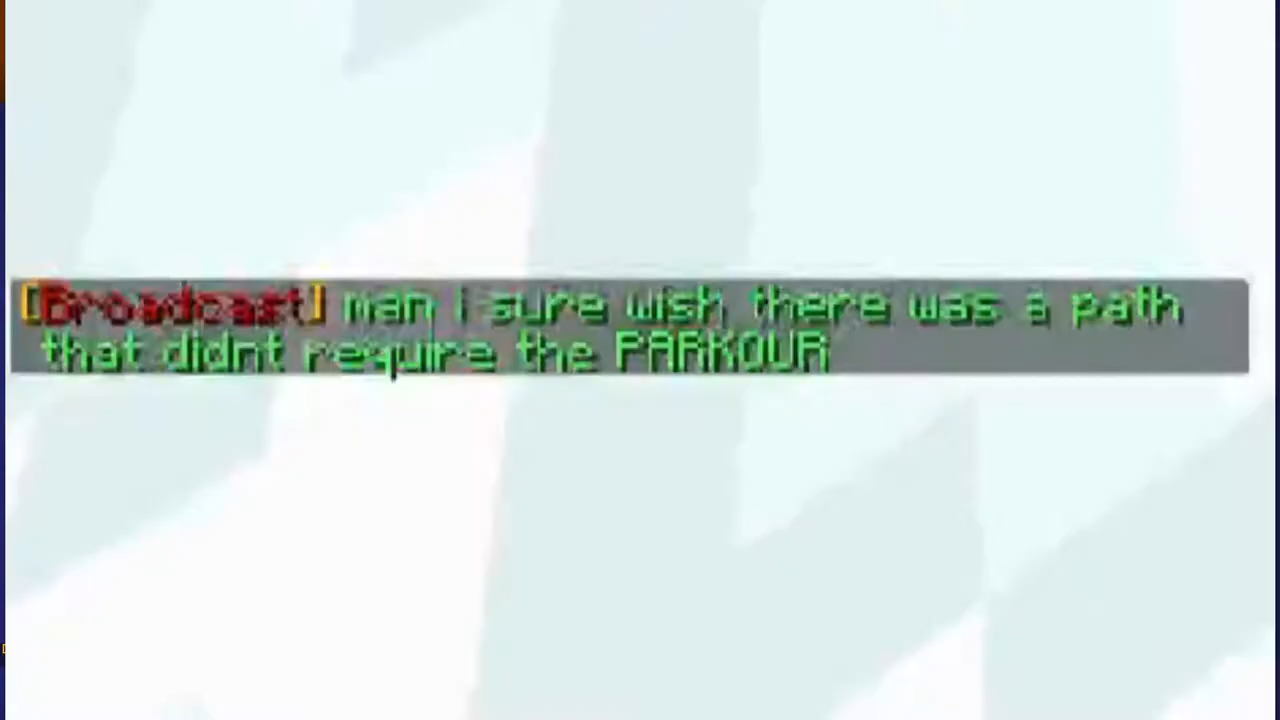 [Broadcast] man i sure wish there was a path
that didnt require the PARKOUR